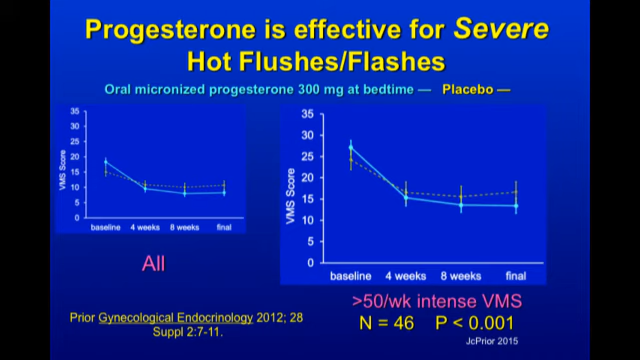 Progesterone is effective for Severe
Hot Flushes/Flashes
Oral micronized progesterone 300 mg at bedtime — Placebo —
35
30
25
20
15
10
5
0
VMS Score
baseline 4 weeks 8 weeks final
All
35
30
25
20
15
10
5
0
VMS Score
baseline 4 weeks 8 weeks final
>50/wk intense VMS
N = 46 P < 0.001
Prior Gynecological Endocrinology 2012; 28
Suppl 2:7-11.
JcPrior 2015